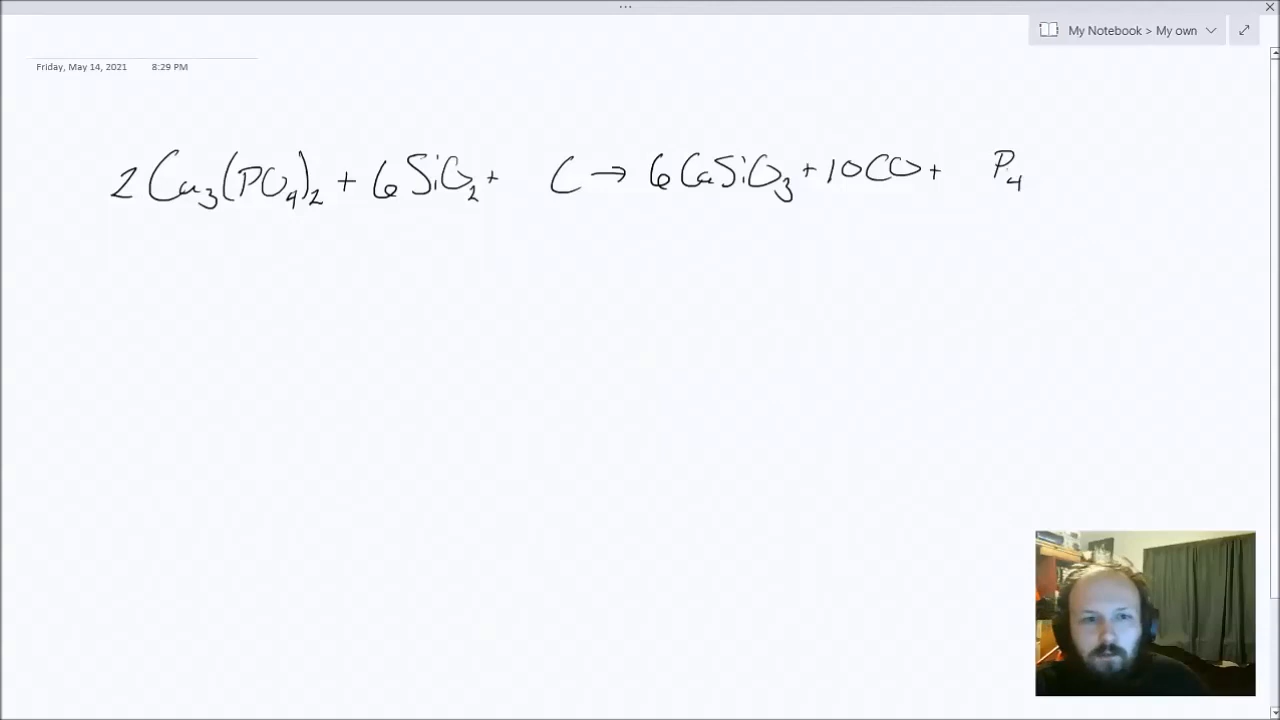 ...
My Notebook > My own
Friday, May 14, 2021 8:29 PM
2 Ca₃(PO₄)₂ + 6 SiO₂ + C → 6 CaSiO₃ + 10 CO + P₄